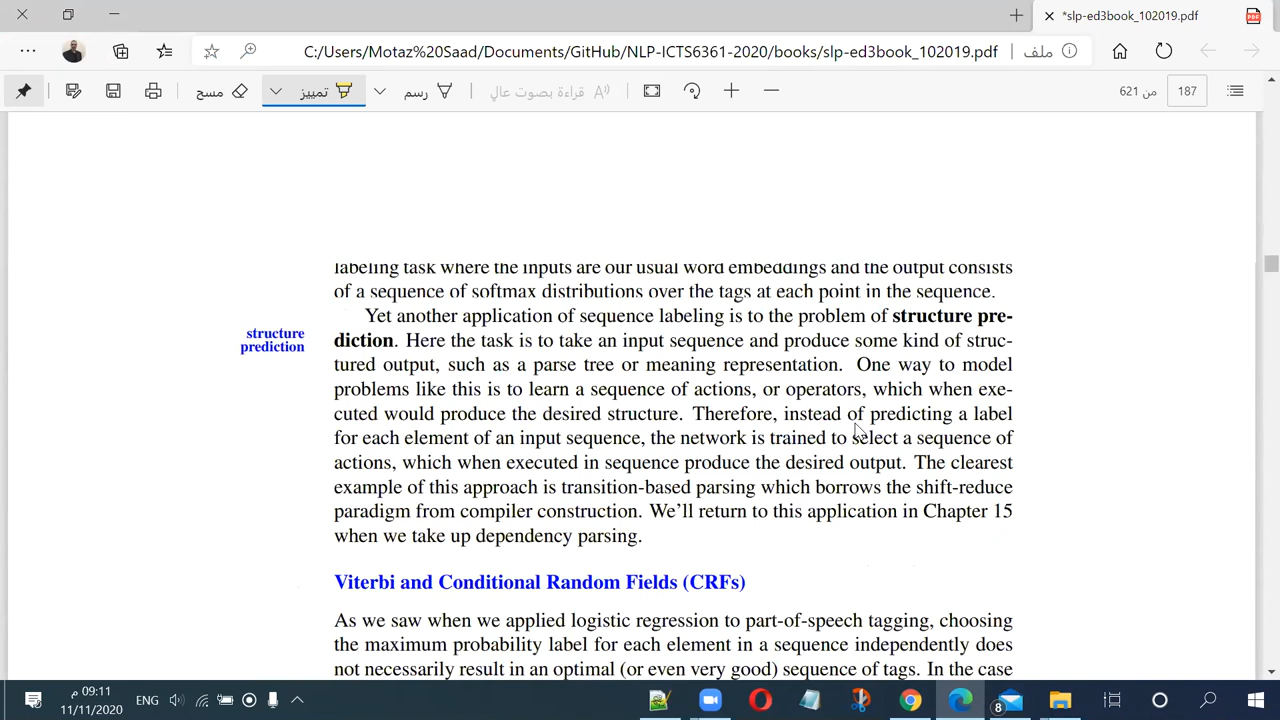 *slp-ed3book_102019.pdf
C:/Users/Motaz%20Saad/Documents/GitHub/NLP-ICTS6361-2020/books/slp-ed3book_102019.pdf
ملف
مسح
تمييز
رسم
قراءة بصوت عالٍ
من 621
187
labeling task where the inputs are our usual word embeddings and the output consists
of a sequence of softmax distributions over the tags at each point in the sequence.
Yet another application of sequence labeling is to the problem of structure pre-
structure
prediction
diction. Here the task is to take an input sequence and produce some kind of struc-
tured output, such as a parse tree or meaning representation. One way to model
problems like this is to learn a sequence of actions, or operators, which when exe-
cuted would produce the desired structure. Therefore, instead of predicting a label
for each element of an input sequence, the network is trained to select a sequence of
actions, which when executed in sequence produce the desired output. The clearest
example of this approach is transition-based parsing which borrows the shift-reduce
paradigm from compiler construction. We'll return to this application in Chapter 15
when we take up dependency parsing.
Viterbi and Conditional Random Fields (CRFs)
As we saw when we applied logistic regression to part-of-speech tagging, choosing
the maximum probability label for each element in a sequence independently does
not necessarily result in an optimal (or even very good) sequence of tags. In the case
09:11 م
11/11/2020
ENG
8